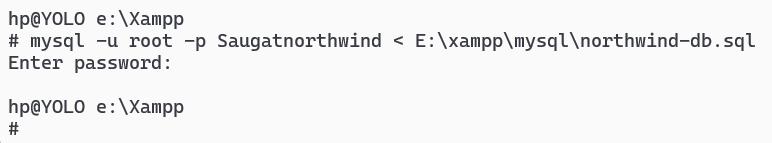 hp@YOLO e:\Xampp
# mysql -u root -p Saugatnorthwind < E:\xampp\mysql\northwind-db.sql
Enter password:
hp@YOLO e:\Xampp
#